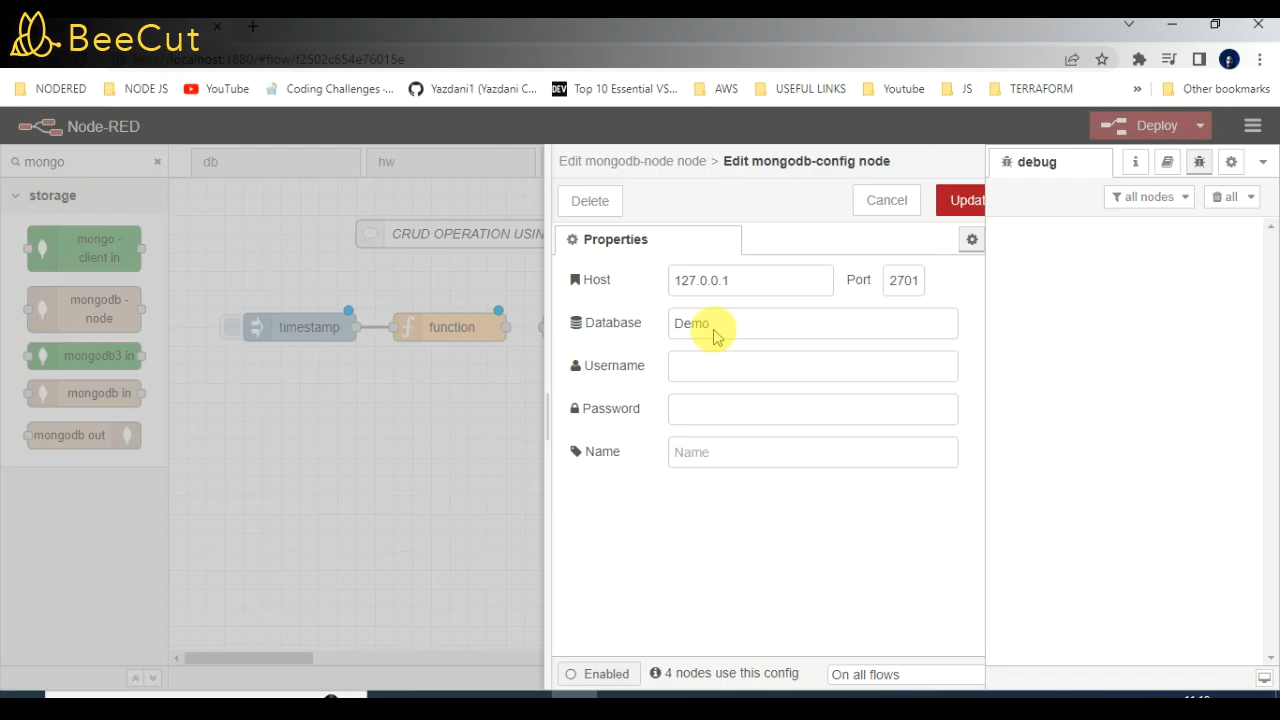 BeeCut
localhost:1880/#flow/f2502c654e76015e
NODERED NODE JS YouTube Coding Challenges -... Yazdani1 (Yazdani C... Top 10 Essential VS... AWS USEFUL LINKS Youtube JS TERRAFORM » Other bookmarks
Node-RED Deploy
mongo db hw Edit mongodb-node node > Edit mongodb-config node debug
storage Delete Cancel Updat all nodes all
mongo -
client in
CRUD OPERATION USIN
Properties
mongodb -
node
Host 127.0.0.1 Port 2701
timestamp function Database Demo
mongodb3 in Username
mongodb in Password
mongodb out Name Name
Enabled 4 nodes use this config On all flows